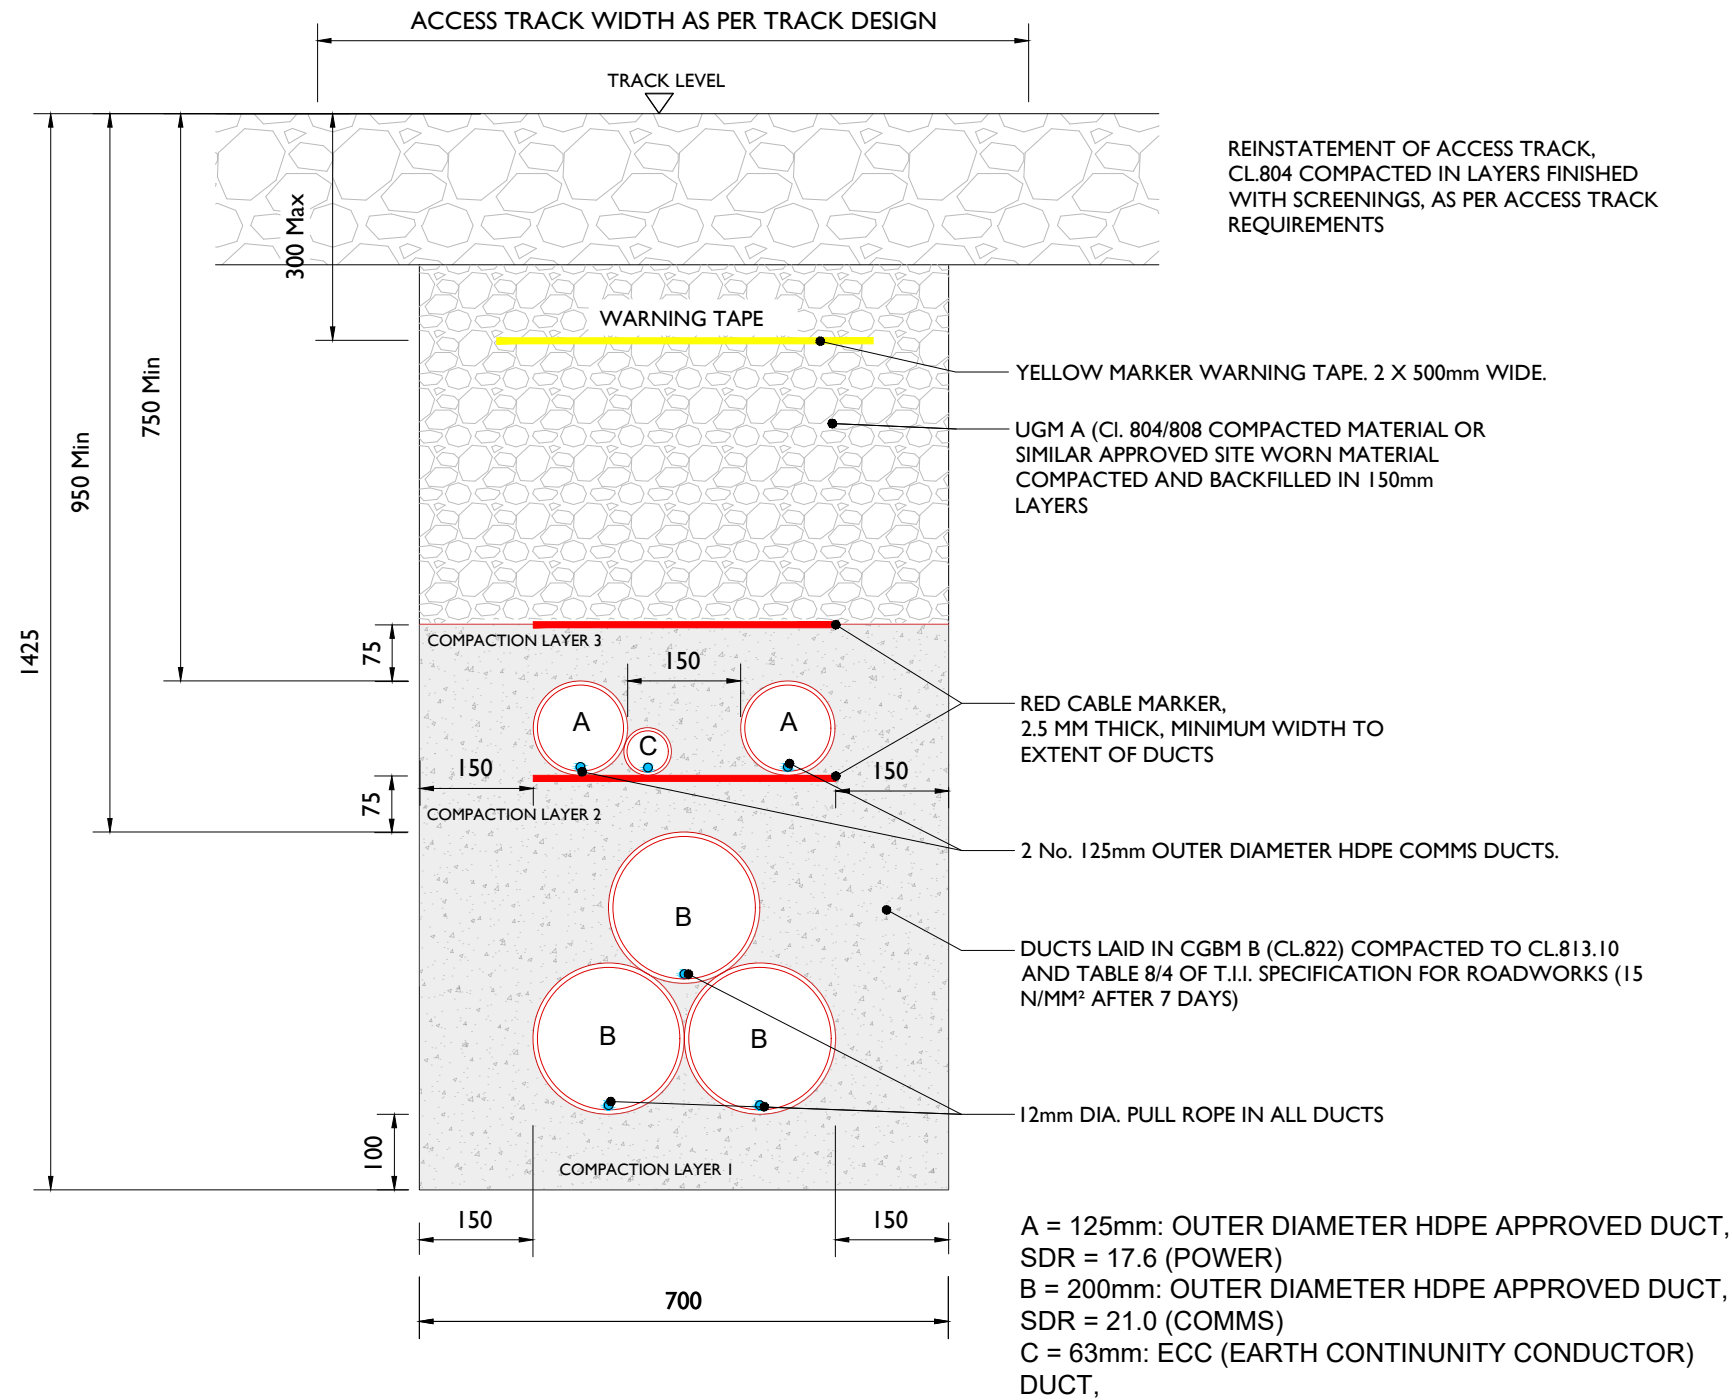 ACCESS TRACK WIDTH AS PER TRACK DESIGN
TRACK LEVEL
REINSTATEMENT OF ACCESS TRACK,
CL.804 COMPACTED IN LAYERS FINISHED
WITH SCREENINGS, AS PER ACCESS TRACK
REQUIREMENTS
300 Max
750 Min
950 Min
1425
WARNING TAPE
YELLOW MARKER WARNING TAPE. 2 X 500mm WIDE.
UGM A (Cl. 804/808 COMPACTED MATERIAL OR
SIMILAR APPROVED SITE WORN MATERIAL
COMPACTED AND BACKFILLED IN 150mm
LAYERS
COMPACTION LAYER 3
75
150
A
A
C
RED CABLE MARKER,
2.5 MM THICK, MINIMUM WIDTH TO
EXTENT OF DUCTS
150
150
75
COMPACTION LAYER 2
2 No. 125mm OUTER DIAMETER HDPE COMMS DUCTS.
B
DUCTS LAID IN CGBM B (CL.822) COMPACTED TO CL.813.10
AND TABLE 8/4 OF T.I.I. SPECIFICATION FOR ROADWORKS (15
N/MM² AFTER 7 DAYS)
B
B
12mm DIA. PULL ROPE IN ALL DUCTS
100
COMPACTION LAYER 1
150
150
700
A = 125mm: OUTER DIAMETER HDPE APPROVED DUCT,
SDR = 17.6 (POWER)
B = 200mm: OUTER DIAMETER HDPE APPROVED DUCT,
SDR = 21.0 (COMMS)
C = 63mm: ECC (EARTH CONTINUNITY CONDUCTOR)
DUCT,